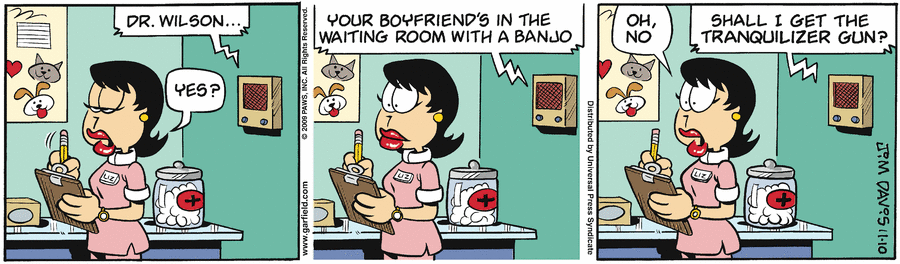 DR. WILSON...
YES?
LIZ
www.garfield.com
© 2009 PAWS, INC. All Rights Reserved.
YOUR BOYFRIEND'S IN THE
WAITING ROOM WITH A BANJO
LIZ
Distributed by Universal Press Syndicate
OH,
NO
SHALL I GET THE
TRANQUILIZER GUN?
LIZ
JIM DAVIS 11·10